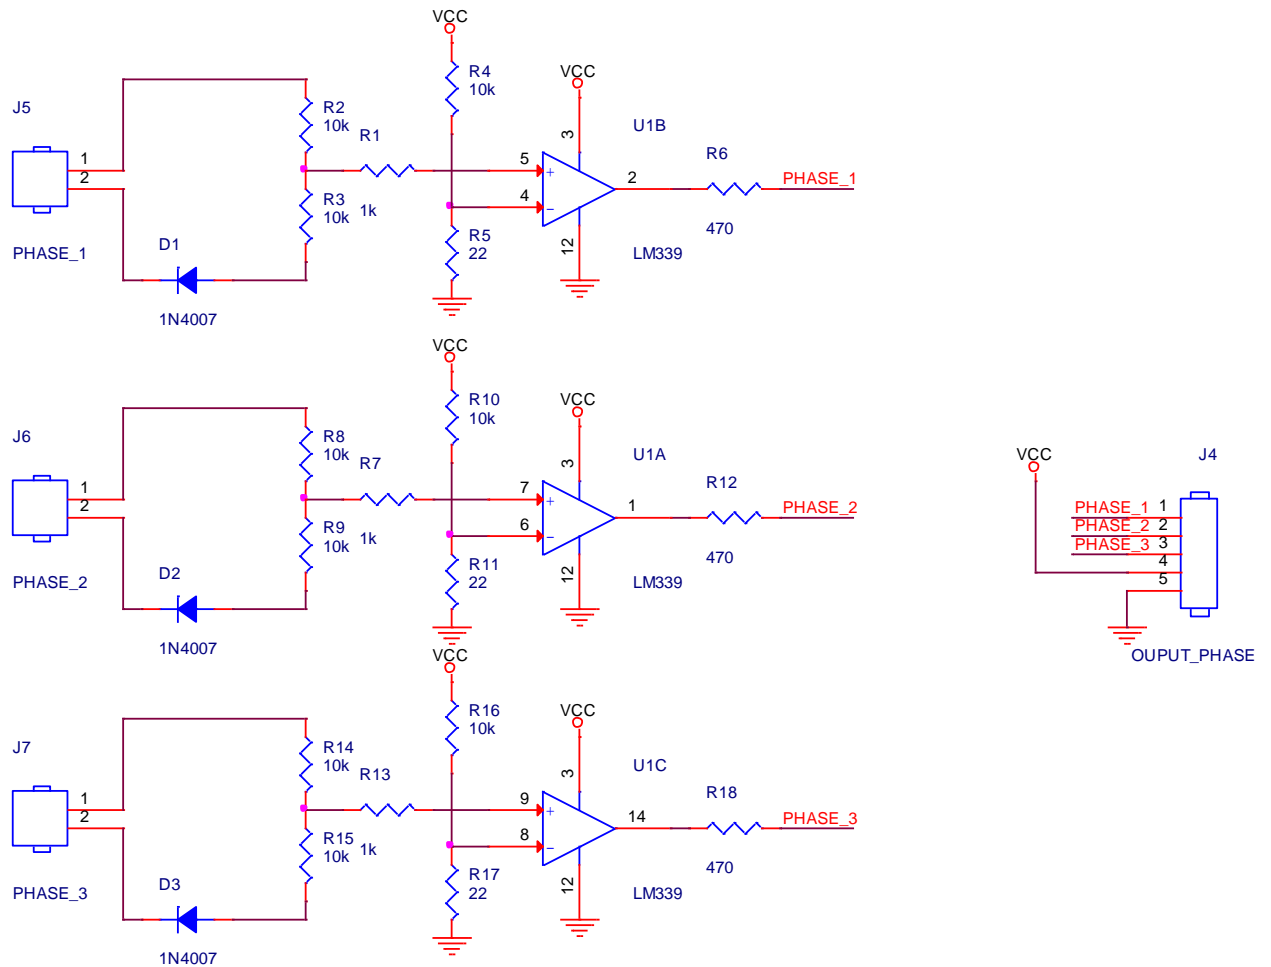 VCC
R4
10k
VCC
J5
R2
10k
R1
3
U1B
1
2
5
+
2
R6
PHASE_1
4
-
R3
10k
1k
470
R5
22
12
LM339
PHASE_1
D1
1N4007
VCC
R10
10k
VCC
J6
R8
10k
R7
3
U1A
1
2
7
+
1
R12
PHASE_2
6
-
R9
10k
1k
470
R11
22
12
LM339
PHASE_2
D2
1N4007
VCC
J4
PHASE_1
1
PHASE_2
2
PHASE_3
3
4
5
OUPUT_PHASE
VCC
R16
10k
VCC
J7
R14
10k
R13
3
U1C
1
2
9
+
14
R18
PHASE_3
8
-
R15
10k
1k
470
R17
22
12
LM339
PHASE_3
D3
1N4007